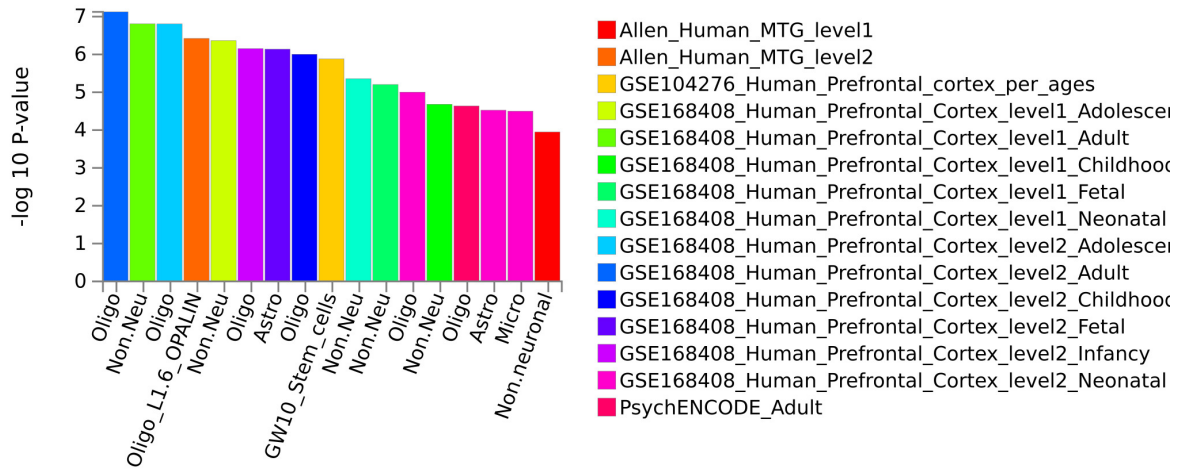 -log 10 P-value
7
6
5
4
3
2
1
0
Oligo
Non.Neu
Oligo
Oligo_L1.6_OPALIN
Non.Neu
Oligo
Astro
Oligo
GW10_Stem_cells
Non.Neu
Non.Neu
Oligo
Non.Neu
Oligo
Astro
Micro
Non.neuronal
Allen_Human_MTG_level1
Allen_Human_MTG_level2
GSE104276_Human_Prefrontal_cortex_per_ages
GSE168408_Human_Prefrontal_Cortex_level1_Adolescen
GSE168408_Human_Prefrontal_Cortex_level1_Adult
GSE168408_Human_Prefrontal_Cortex_level1_Childhood
GSE168408_Human_Prefrontal_Cortex_level1_Fetal
GSE168408_Human_Prefrontal_Cortex_level1_Neonatal
GSE168408_Human_Prefrontal_Cortex_level2_Adolescen
GSE168408_Human_Prefrontal_Cortex_level2_Adult
GSE168408_Human_Prefrontal_Cortex_level2_Childhood
GSE168408_Human_Prefrontal_Cortex_level2_Fetal
GSE168408_Human_Prefrontal_Cortex_level2_Infancy
GSE168408_Human_Prefrontal_Cortex_level2_Neonatal
PsychENCODE_Adult